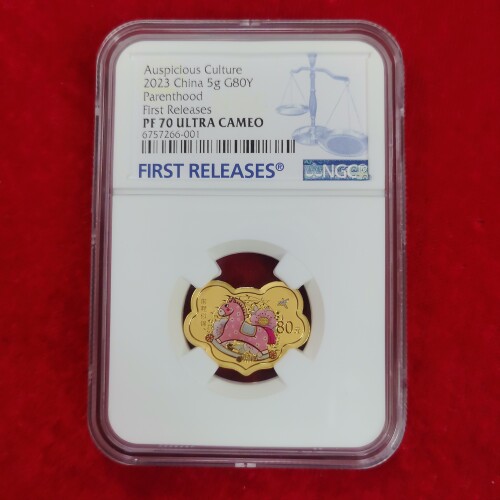 Auspicious Culture
2023 China 5g G80Y
Parenthood
First Releases
PF 70 ULTRA CAMEO
6757266-001
FIRST RELEASES®
NGC
80元